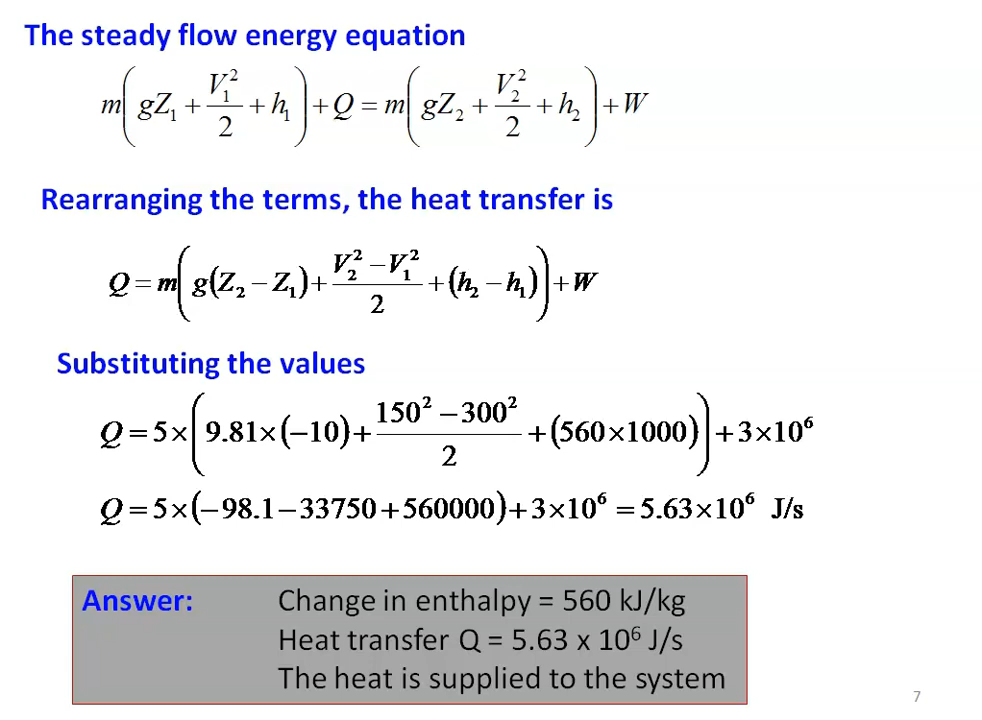 The steady flow energy equation
m(gZ₁ + V₁²/2 + h₁) + Q = m(gZ₂ + V₂²/2 + h₂) + W
Rearranging the terms, the heat transfer is
Q = m(g(Z₂ − Z₁) + (V₂² − V₁²)/2 + (h₂ − h₁)) + W
Substituting the values
Q = 5 × (9.81 × (−10) + (150² − 300²)/2 + (560 × 1000)) + 3 × 10⁶
Q = 5 × (−98.1 − 33750 + 560000) + 3 × 10⁶ = 5.63 × 10⁶ J/s
Answer: Change in enthalpy = 560 kJ/kg
Heat transfer Q = 5.63 x 10⁶ J/s
The heat is supplied to the system
7